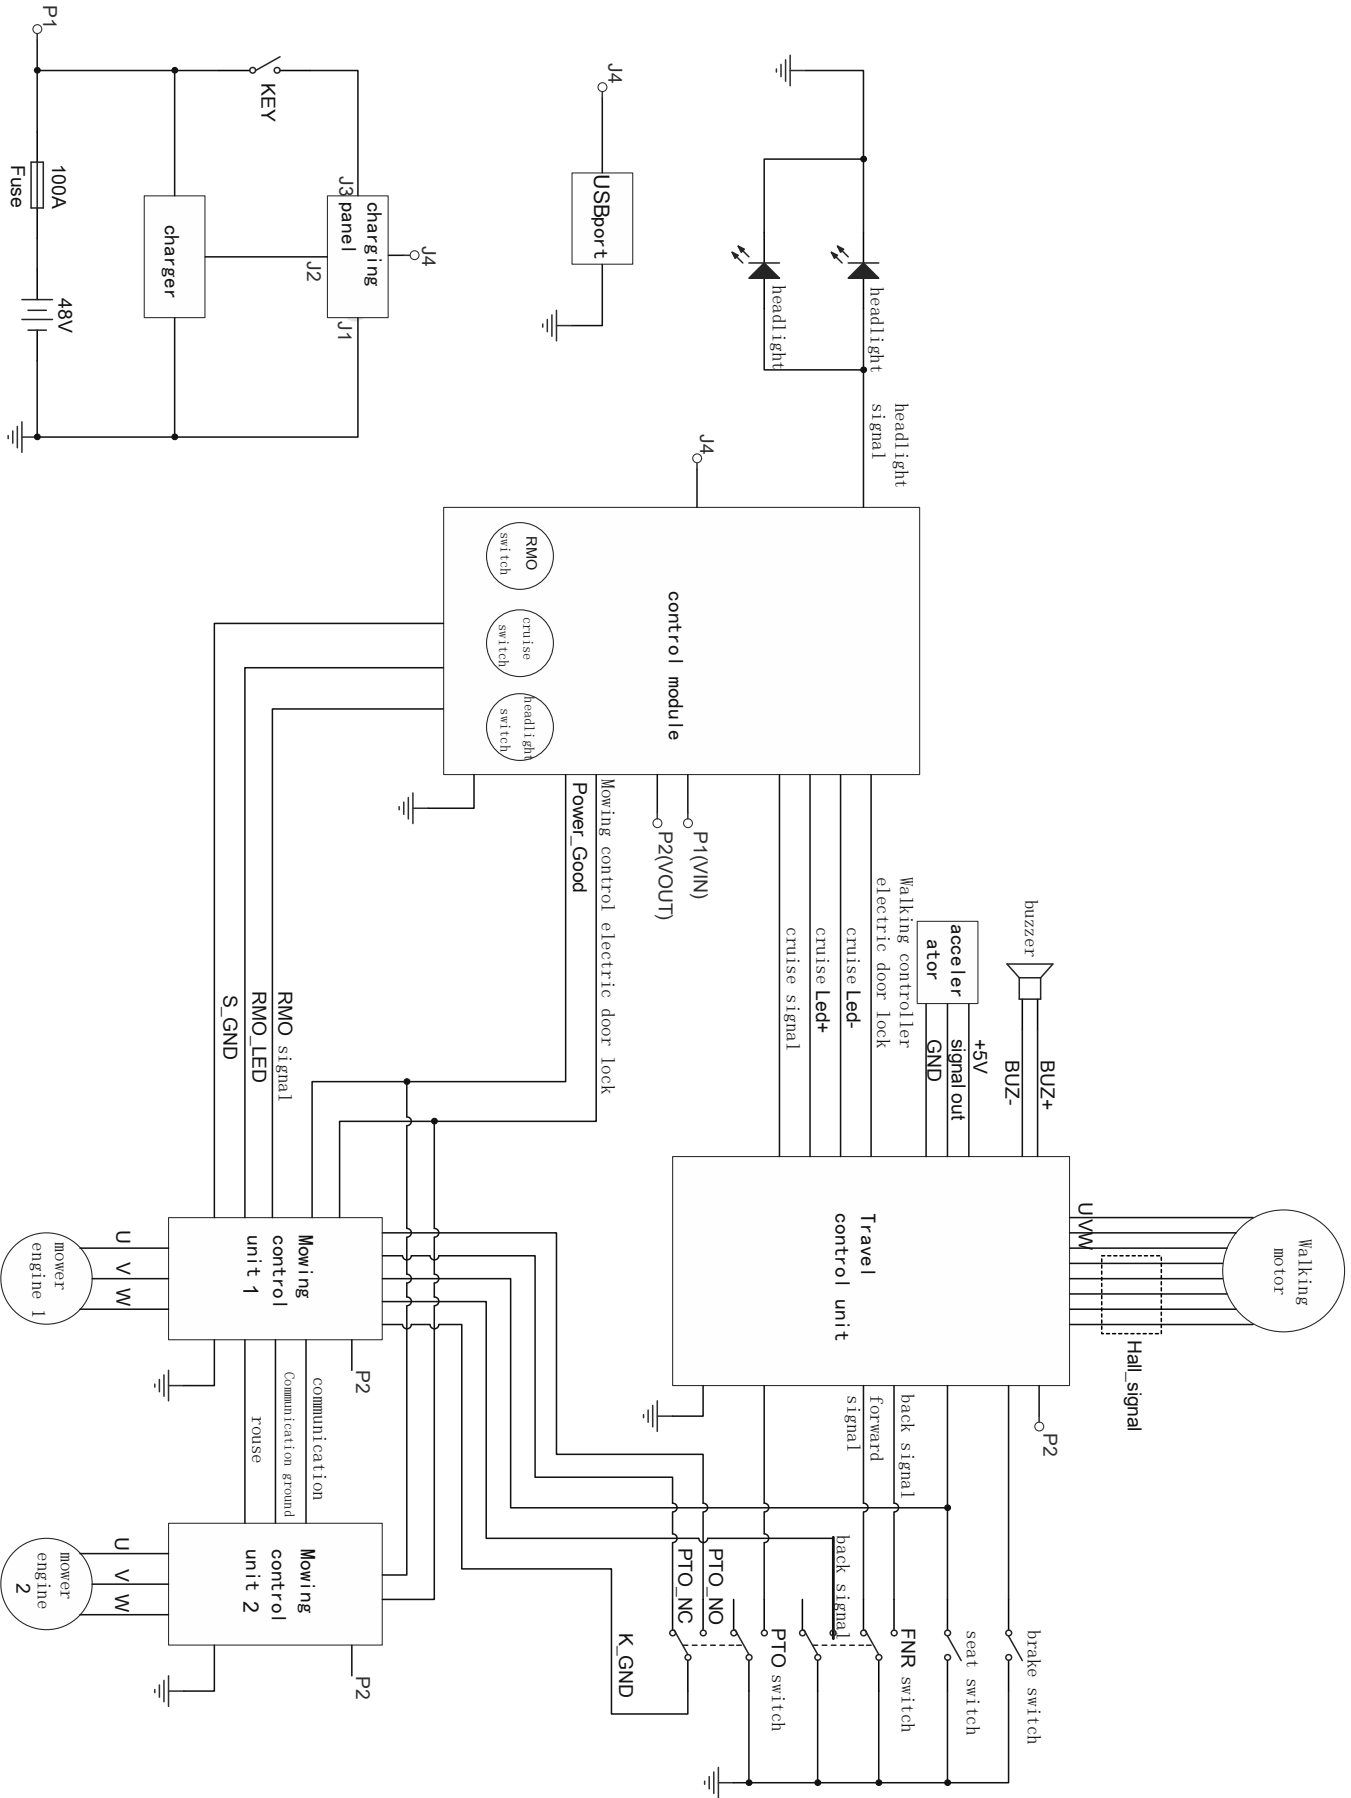 P1
KEY
100A
Fuse
48V
charger
charging
panel
J3
J2
J1
J4
J4
USBport
headlight
headlight
headlight
signal
J4
control module
RMO
switch
cruise
switch
headlight
switch
P1(VIN)
P2(VOUT)
Mowing control electric door lock
Power_Good
Walking controller
electric door lock
cruise Led-
cruise Led+
cruise signal
RMO signal
RMO_LED
S_GND
buzzer
BUZ+
BUZ-
acceler
ator
+5V
signal out
GND
Travel
control unit
UVW
Walking
motor
Hall_signal
P2
back signal
forward
signal
brake switch
seat switch
FNR switch
back signal
PTO switch
PTO_NO
PTO_NC
K_GND
Mowing
control
unit 1
U
V
W
mower
engine 1
P2
communication
Communication ground
rouse
Mowing
control
unit 2
U
V
W
mower
engine
2
P2